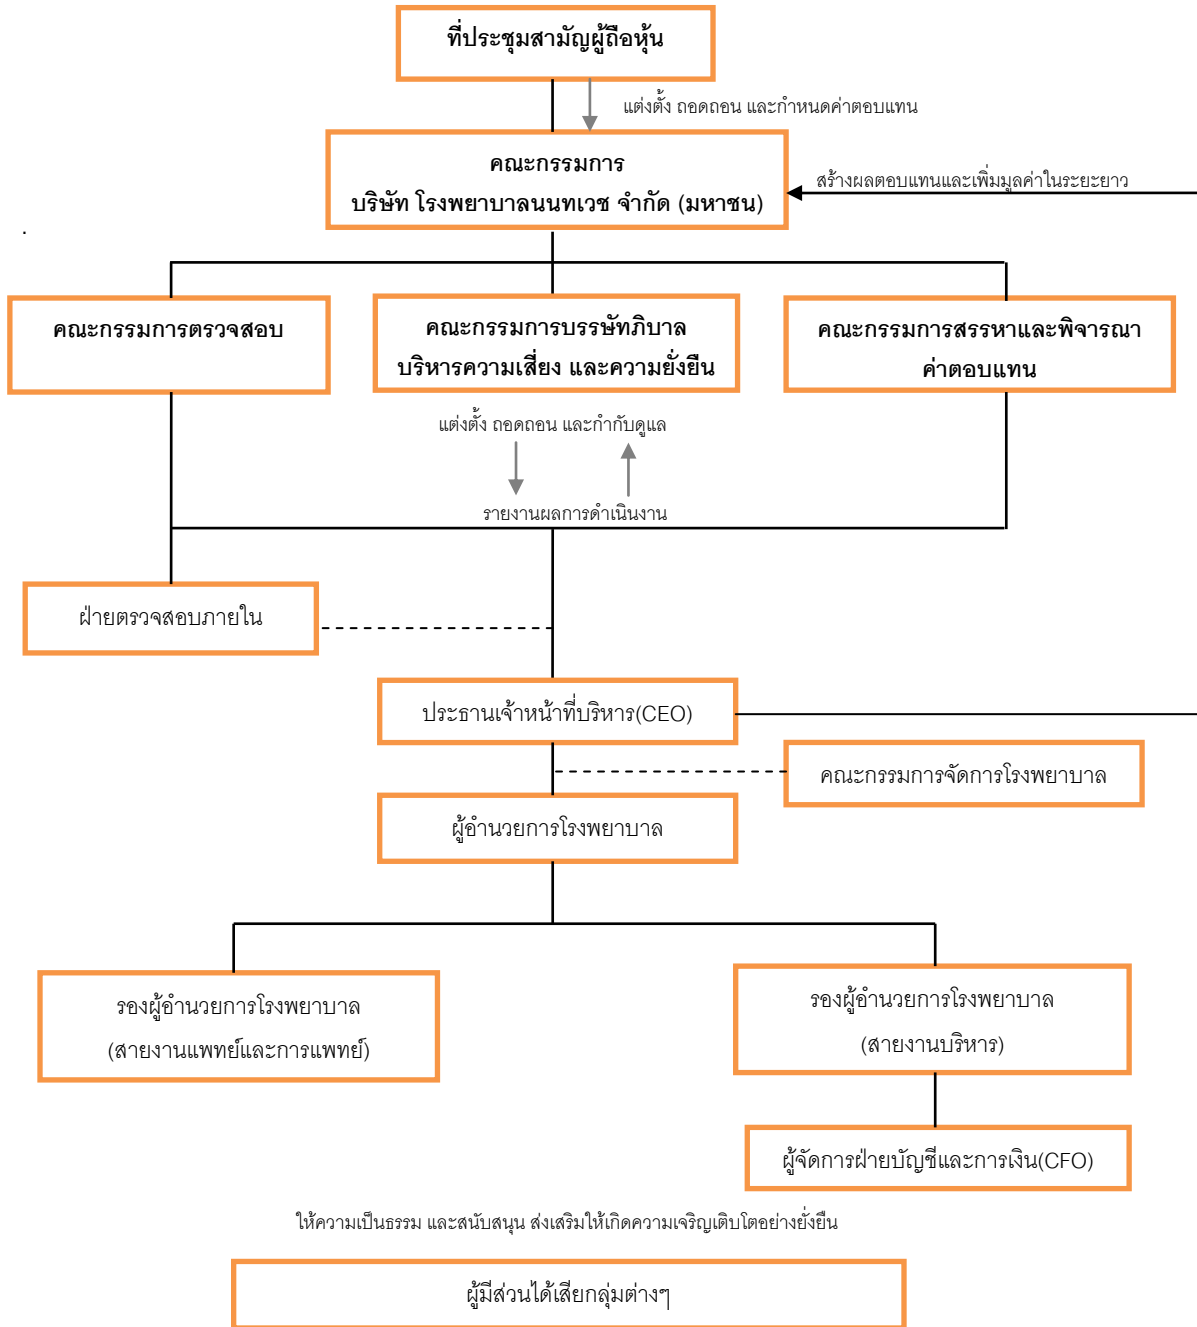 ที่ประชุมสามัญผู้ถือหุ้น
แต่งตั้ง ถอดถอน และกำหนดค่าตอบแทน
คณะกรรมการ
บริษัท โรงพยาบาลนนทเวช จำกัด (มหาชน)
สร้างผลตอบแทนและเพิ่มมูลค่าในระยะยาว
.
คณะกรรมการตรวจสอบ
คณะกรรมการบรรษัทภิบาล
บริหารความเสี่ยง และความยั่งยืน
คณะกรรมการสรรหาและพิจารณา
ค่าตอบแทน
แต่งตั้ง ถอดถอน และกำกับดูแล
รายงานผลการดำเนินงาน
ฝ่ายตรวจสอบภายใน
ประธานเจ้าหน้าที่บริหาร(CEO)
คณะกรรมการจัดการโรงพยาบาล
ผู้อำนวยการโรงพยาบาล
รองผู้อำนวยการโรงพยาบาล
(สายงานแพทย์และการแพทย์)
รองผู้อำนวยการโรงพยาบาล
(สายงานบริหาร)
ผู้จัดการฝ่ายบัญชีและการเงิน(CFO)
ให้ความเป็นธรรม และสนับสนุน ส่งเสริมให้เกิดความเจริญเติบโตอย่างยั่งยืน
ผู้มีส่วนได้เสียกลุ่มต่างๆ